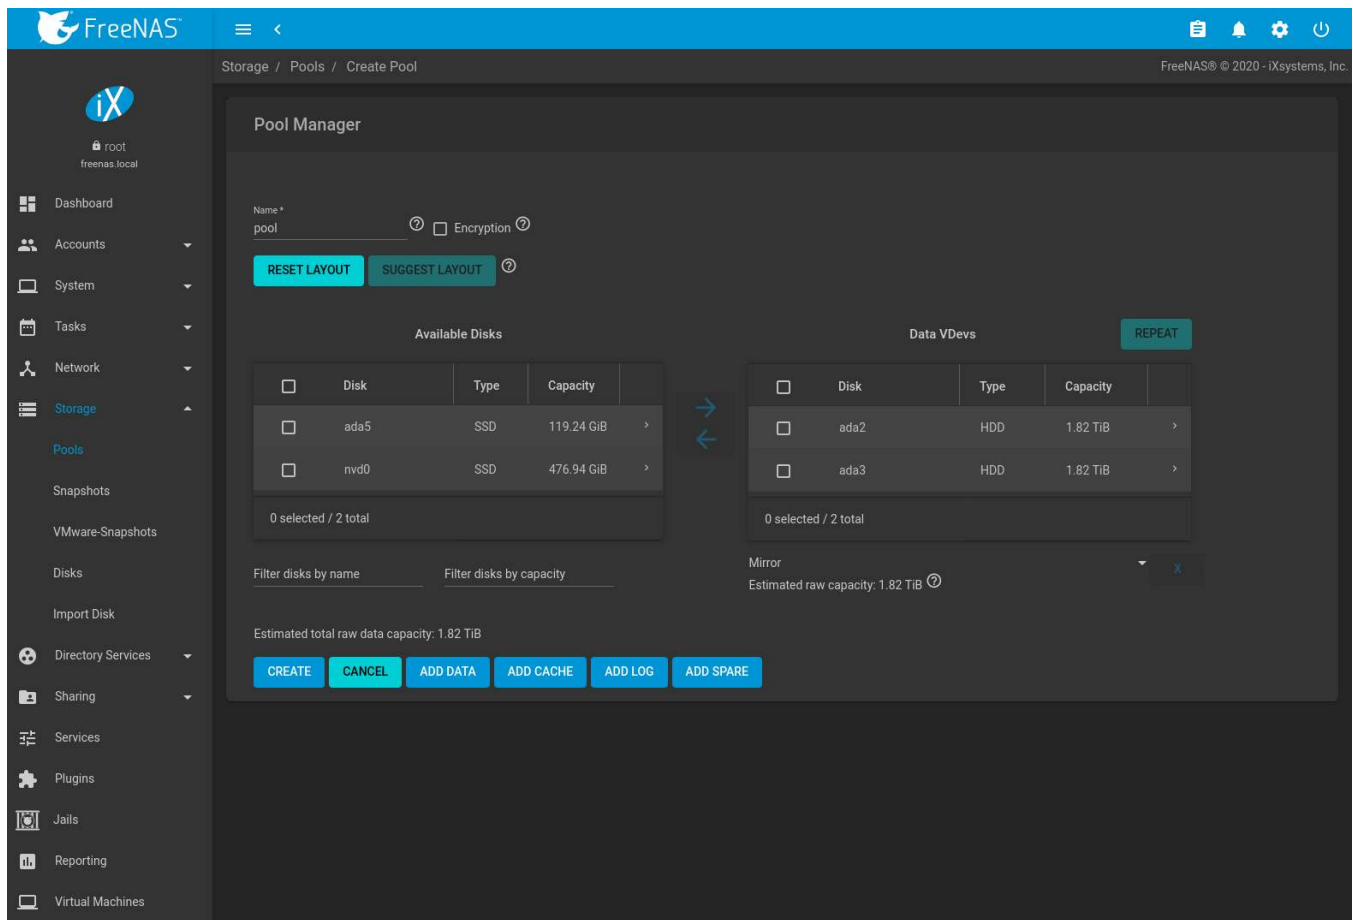 FreeNAS®
Storage / Pools / Create Pool
FreeNAS® © 2020 - iXsystems, Inc.
iX
root
freenas.local
Dashboard
Accounts
System
Tasks
Network
Storage
Pools
Snapshots
VMware-Snapshots
Disks
Import Disk
Directory Services
Sharing
Services
Plugins
Jails
Reporting
Virtual Machines
Pool Manager
Name *
pool
Encryption
RESET LAYOUT SUGGEST LAYOUT
Available Disks
Disk Type Capacity
ada5 SSD 119.24 GiB
nvd0 SSD 476.94 GiB
0 selected / 2 total
Filter disks by name Filter disks by capacity
Data VDevs REPEAT
Disk Type Capacity
ada2 HDD 1.82 TiB
ada3 HDD 1.82 TiB
0 selected / 2 total
Mirror X
Estimated raw capacity: 1.82 TiB
Estimated total raw data capacity: 1.82 TiB
CREATE CANCEL ADD DATA ADD CACHE ADD LOG ADD SPARE